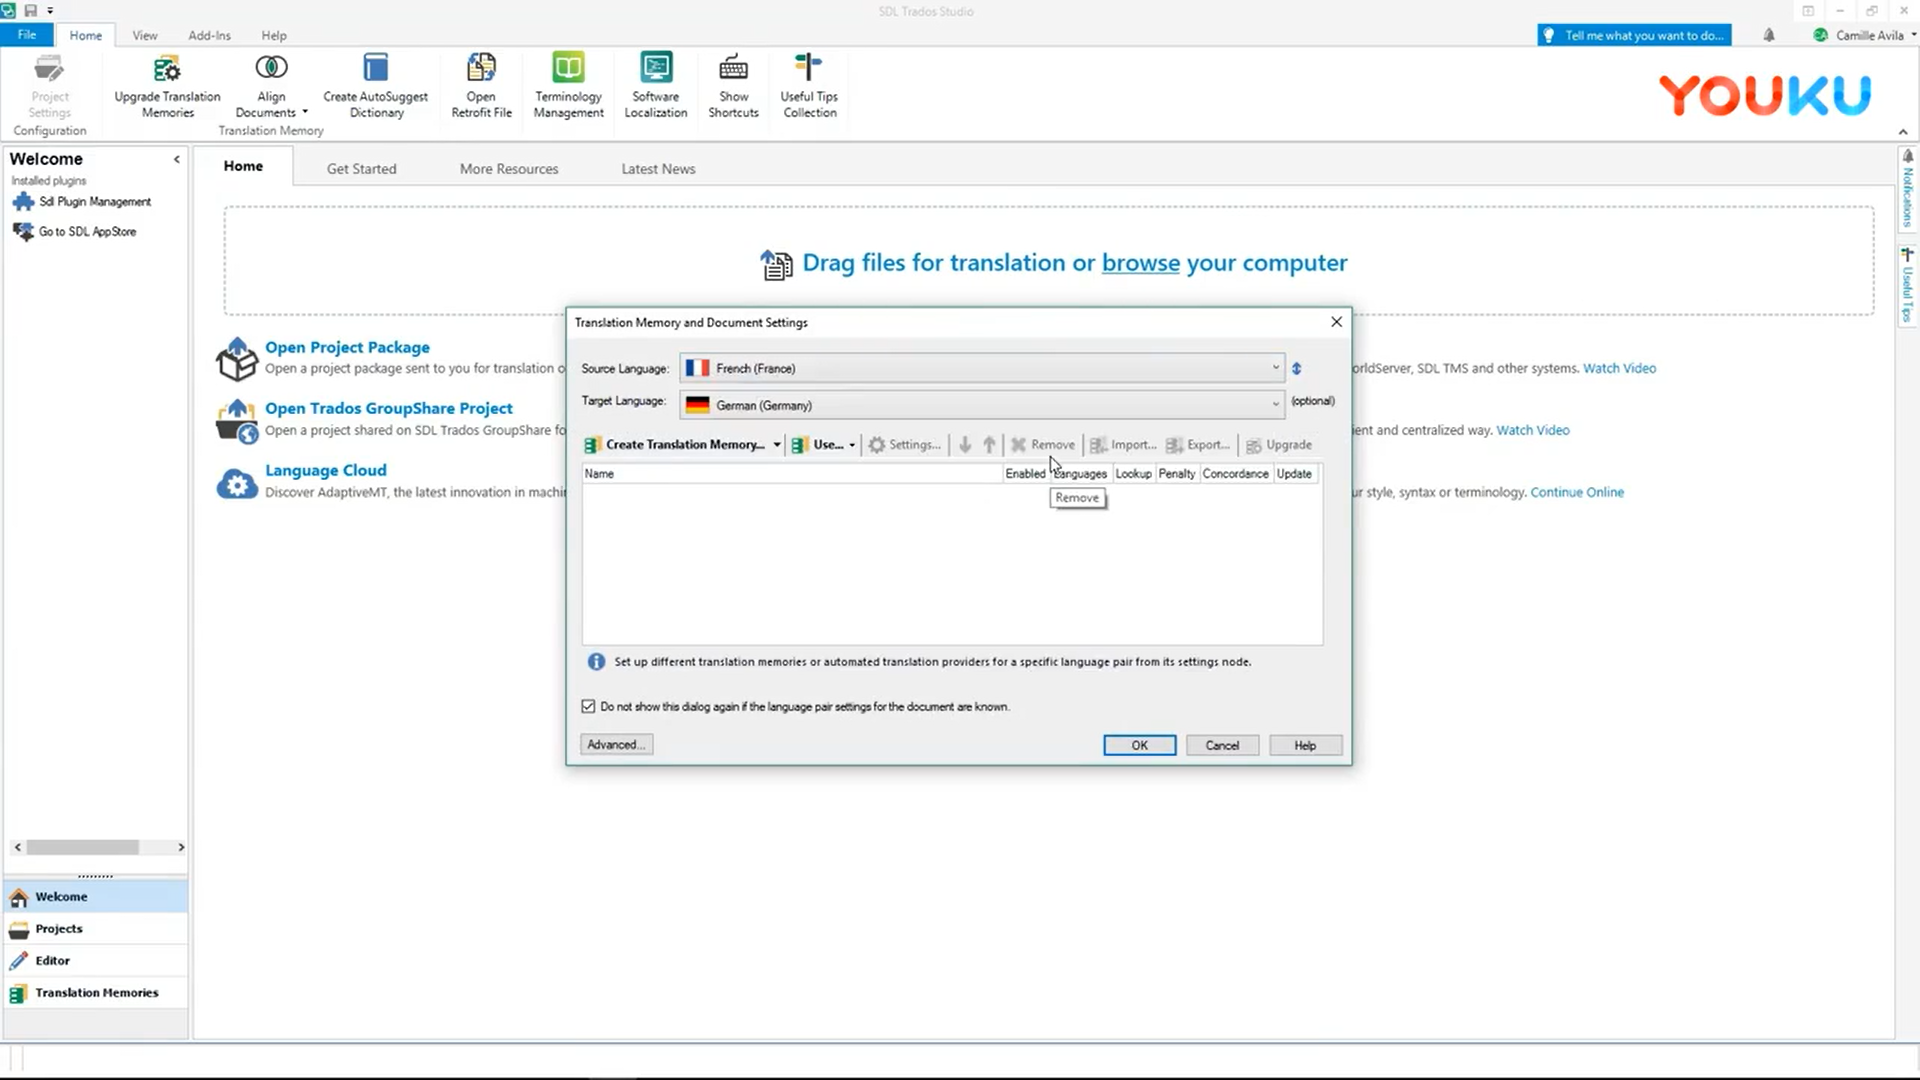 SDL Trados Studio
File Home View Add-Ins Help
Tell me what you want to do...
CA Camille Avila
Project
Settings
Configuration
Upgrade Translation
Memories
Align
Documents
Create AutoSuggest
Dictionary
Translation Memory
Open
Retrofit File
Terminology
Management
Software
Localization
Show
Shortcuts
Useful Tips
Collection
YOUKU
Welcome
Installed plugins
Sdl Plugin Management
Go to SDL AppStore
Home Get Started More Resources Latest News
Drag files for translation or browse your computer
Open Project Package
Open a project package sent to you for translation o
orldServer, SDL TMS and other systems. Watch Video
Open Trados GroupShare Project
Open a project shared on SDL Trados GroupShare fo
ient and centralized way. Watch Video
Language Cloud
Discover AdaptiveMT, the latest innovation in machi
ur style, syntax or terminology. Continue Online
Translation Memory and Document Settings
Source Language: French (France)
Target Language: German (Germany) (optional)
Create Translation Memory... Use... Settings... Remove Import... Export... Upgrade
Name Enabled Languages Lookup Penalty Concordance Update
Remove
Set up different translation memories or automated translation providers for a specific language pair from its settings node.
Do not show this dialog again if the language pair settings for the document are known.
Advanced... OK Cancel Help
Welcome
Projects
Editor
Translation Memories
Notifications
Useful Tips